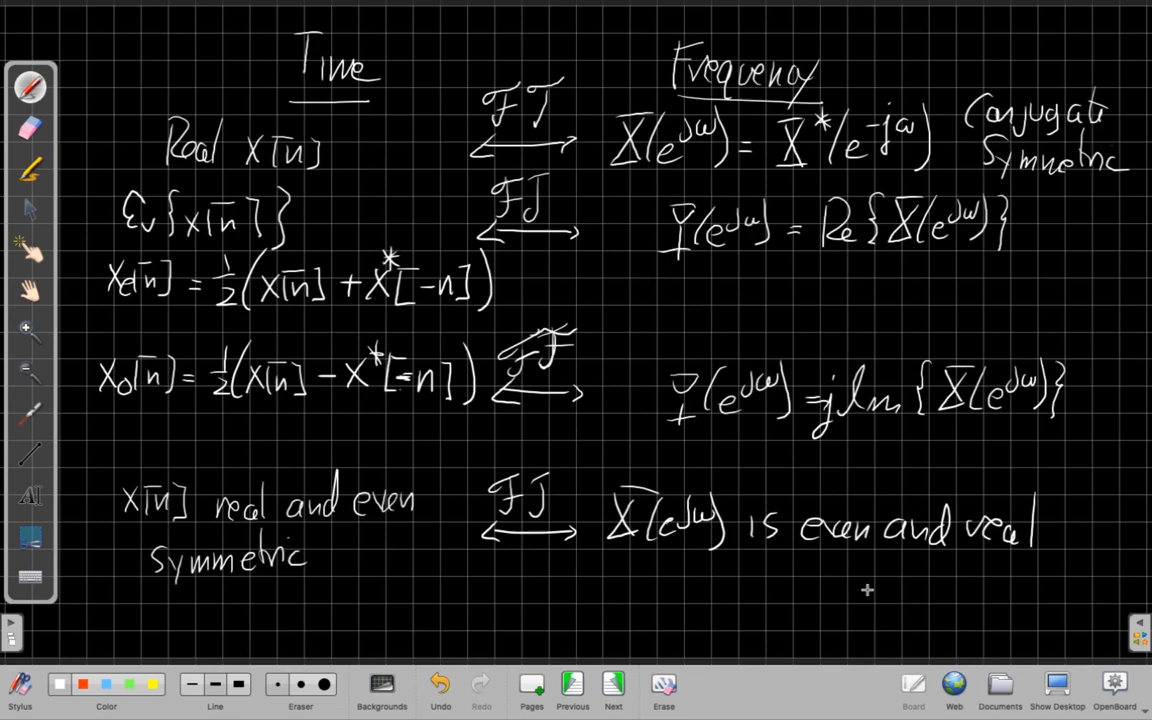 Time Frequency
Real x[n] FT X(e^jω) = X*(e^-jω) Conjugate Symmetric
Ev{x[n]} FT Y(e^jω) = Re{X(e^jω)}
xe[n] = 1/2(x[n] + x*[-n])
xo[n] = 1/2(x[n] - x*[-n]) FT Y(e^jω) = jIm{X(e^jω)}
x[n] real and even FT X(e^jω) is even and real
symmetric
Stylus Color Line Eraser Backgrounds Undo Redo Pages Previous Next Erase Board Web Documents Show Desktop OpenBoard